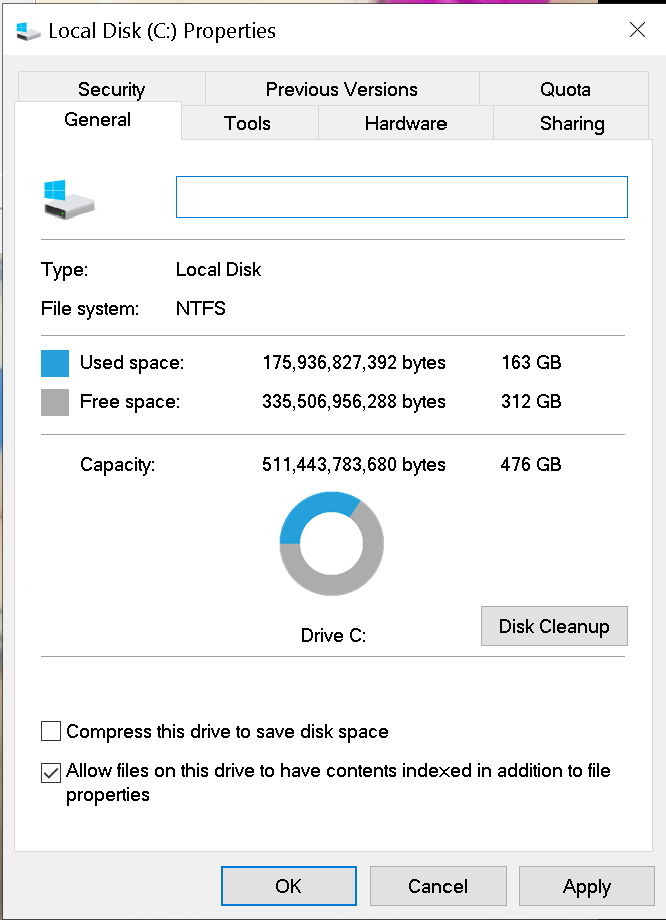 Local Disk (C:) Properties
Security Previous Versions Quota
General Tools Hardware Sharing
Type: Local Disk
File system: NTFS
Used space: 175,936,827,392 bytes 163 GB
Free space: 335,506,956,288 bytes 312 GB
Capacity: 511,443,783,680 bytes 476 GB
Drive C:
Disk Cleanup
Compress this drive to save disk space
Allow files on this drive to have contents indexed in addition to file
properties
OK Cancel Apply